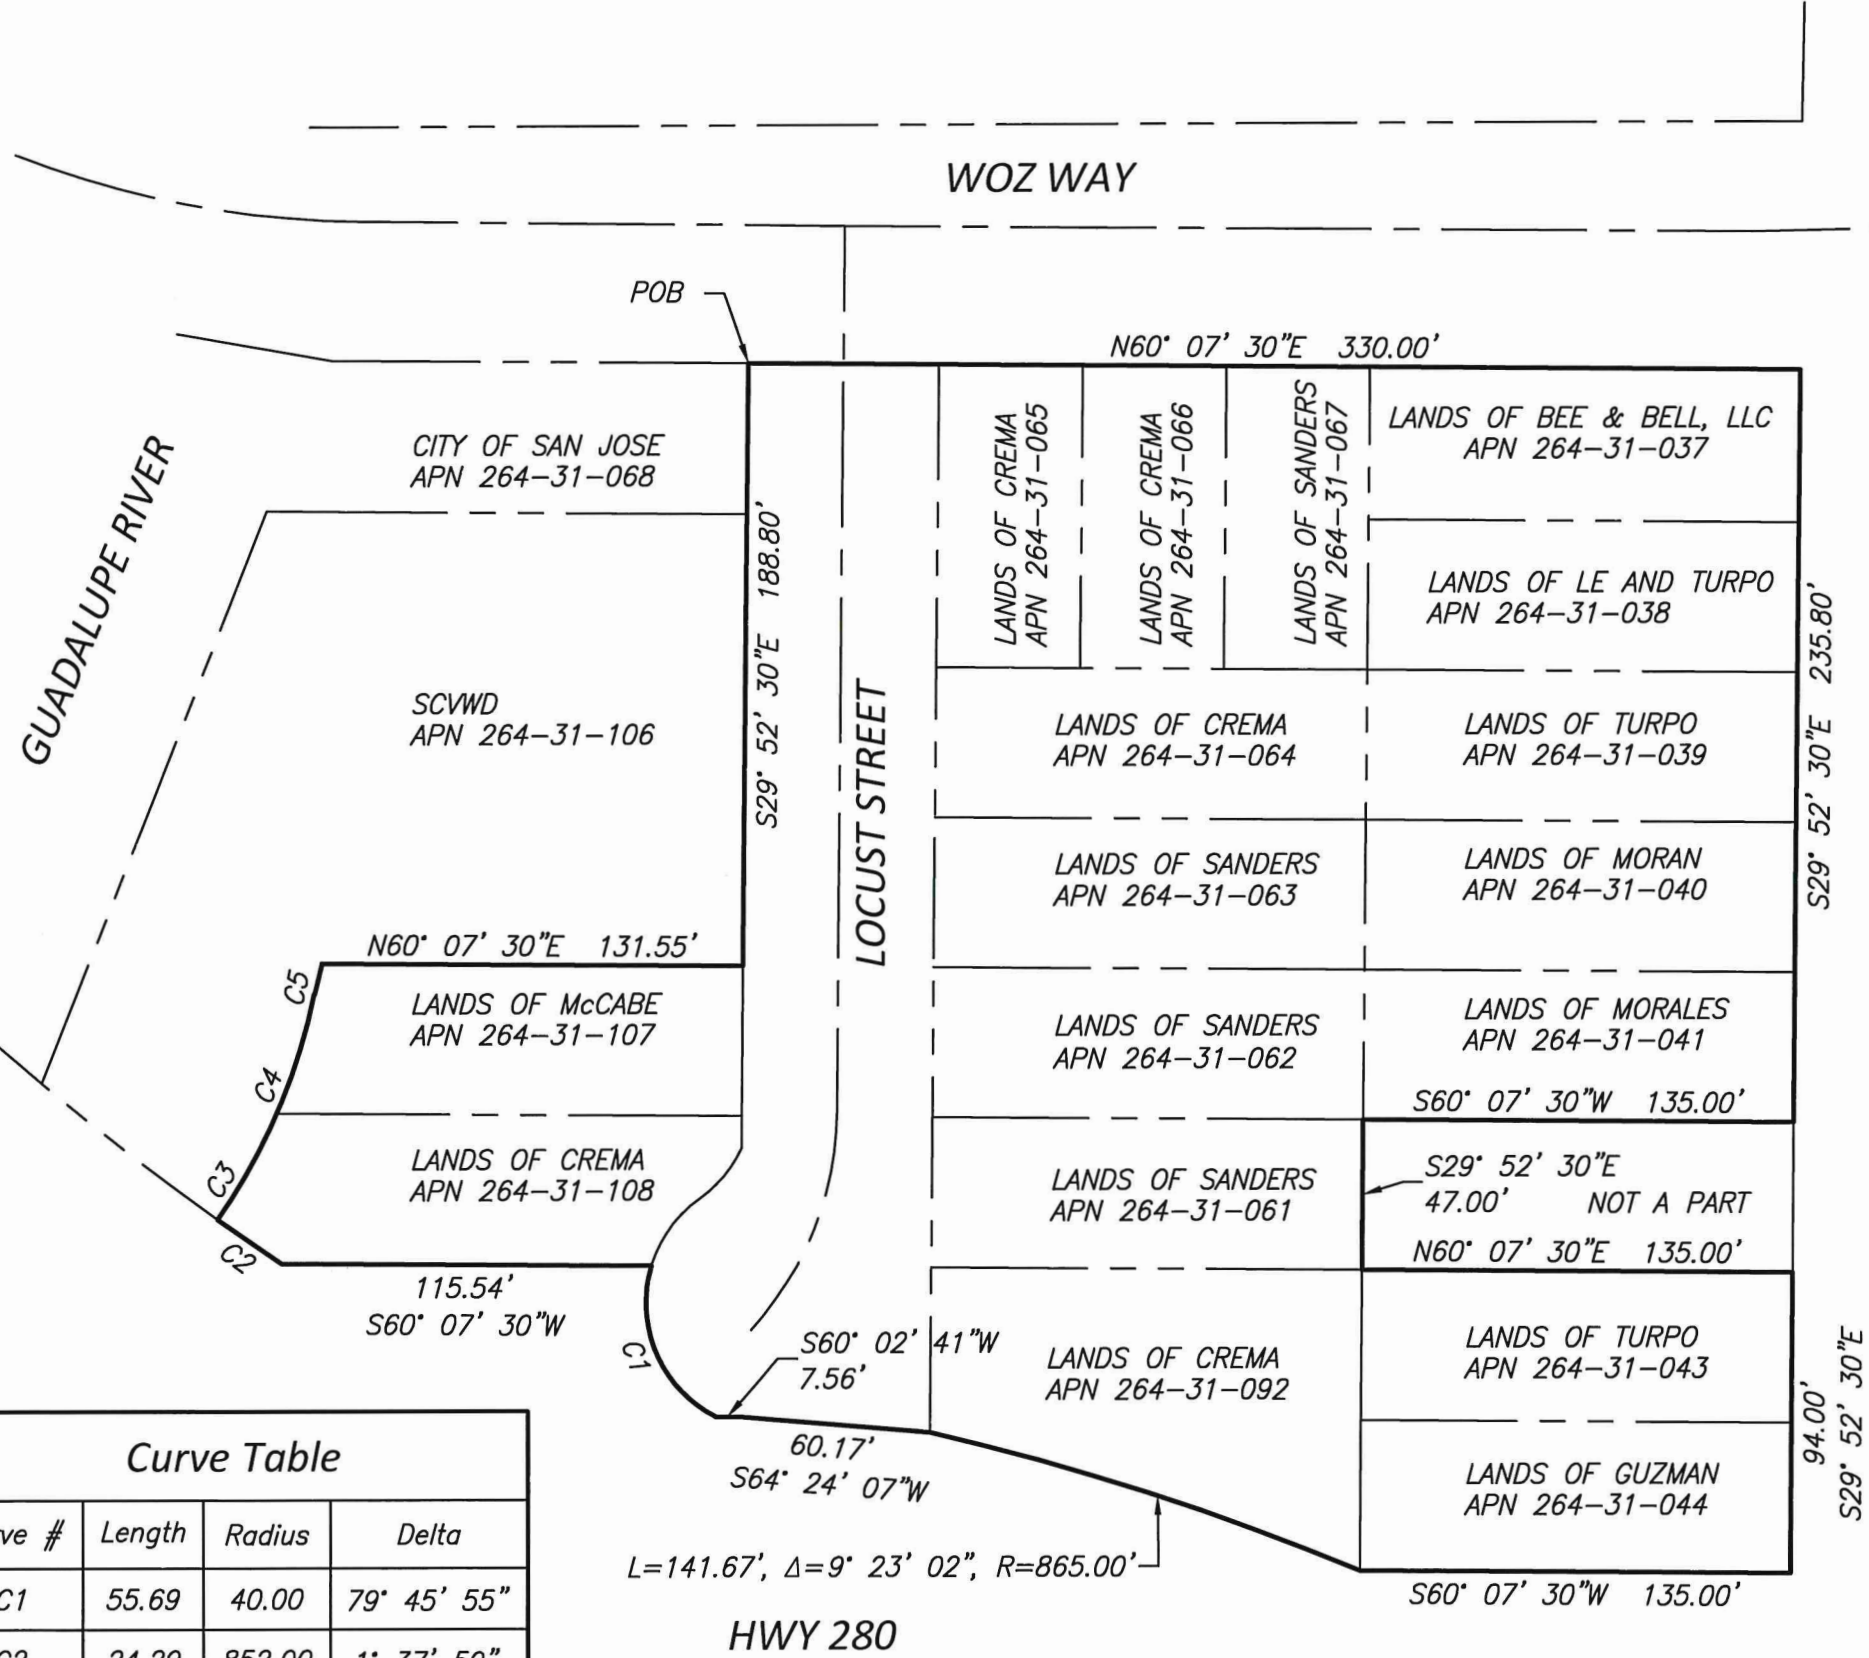 WOZ WAY
POB
N60° 07' 30"E 330.00'
GUADALUPE RIVER
CITY OF SAN JOSE
APN 264-31-068
S29° 52' 30"E 188.80'
LANDS OF CREMA
APN 264-31-065
LANDS OF CREMA
APN 264-31-066
LANDS OF SANDERS
APN 264-31-067
LANDS OF BEE & BELL, LLC
APN 264-31-037
LANDS OF LE AND TURPO
APN 264-31-038
S29° 52' 30"E 235.80'
SCVWD
APN 264-31-106
LOCUST STREET
LANDS OF CREMA
APN 264-31-064
LANDS OF TURPO
APN 264-31-039
LANDS OF SANDERS
APN 264-31-063
LANDS OF MORAN
APN 264-31-040
N60° 07' 30"E 131.55'
C5
LANDS OF McCABE
APN 264-31-107
LANDS OF SANDERS
APN 264-31-062
LANDS OF MORALES
APN 264-31-041
C4
S60° 07' 30"W 135.00'
C3
LANDS OF CREMA
APN 264-31-108
LANDS OF SANDERS
APN 264-31-061
S29° 52' 30"E
47.00' NOT A PART
N60° 07' 30"E 135.00'
C2
115.54'
S60° 07' 30"W
C1
S60° 02' 41"W
7.56'
LANDS OF CREMA
APN 264-31-092
LANDS OF TURPO
APN 264-31-043
94.00'
S29° 52' 30"E
60.17'
S64° 24' 07"W
LANDS OF GUZMAN
APN 264-31-044
L=141.67', Δ=9° 23' 02", R=865.00'
S60° 07' 30"W 135.00'
HWY 280
Curve Table
ve # Length Radius Delta
C1 55.69 40.00 79° 45' 55"